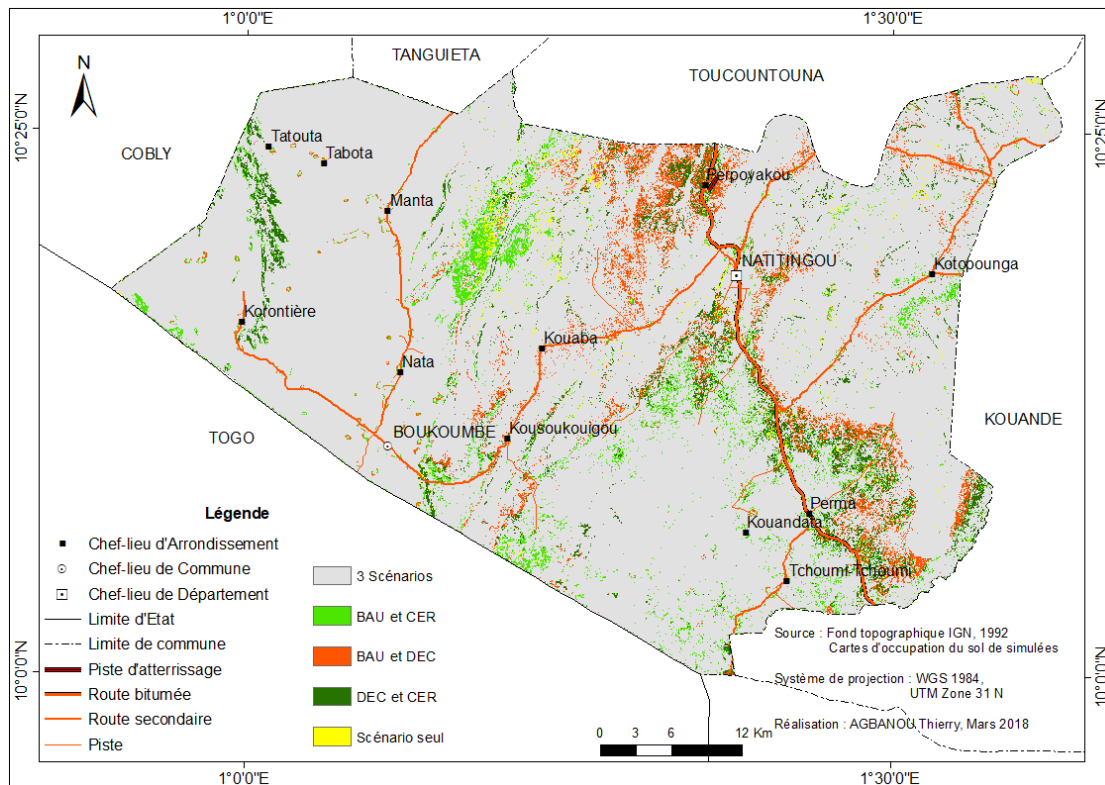 1°0'0"E
1°30'0"E
TANGUIETA
TOUCOUNTOUNA
N
10°25'0"N
10°25'0"N
Tatouta
COBLY
Tabota
Perpoyakou
Manta
NATITINGOU
Kotopounga
Korontière
Kouaba
Nata
KOUANDE
TOGO
BOUKOUMBE
Kousoukouigou
Perma
Kouandata
Tchoumi-Tchoumi
10°0'0"N
10°0'0"N
Légende
Chef-lieu d'Arrondissement
Chef-lieu de Commune
Chef-lieu de Département
Limite d'Etat
Limite de commune
Piste d'atterrissage
Route bitumée
Route secondaire
Piste
3 Scénarios
BAU et CER
BAU et DEC
DEC et CER
Scénario seul
Source : Fond topographique IGN, 1992
Cartes d'occupation du sol de simulées
Système de projection : WGS 1984,
UTM Zone 31 N
Réalisation : AGBANOU Thierry, Mars 2018
0 3 6 12 Km
1°0'0"E
1°30'0"E